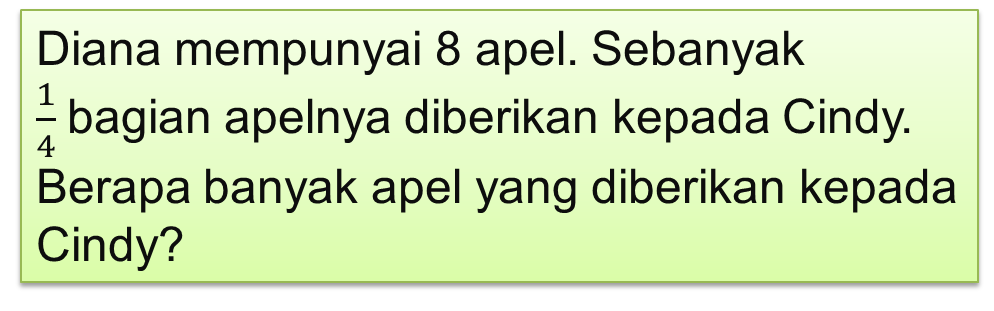 Diana mempunyai 8 apel. Sebanyak
1/4 bagian apelnya diberikan kepada Cindy.
Berapa banyak apel yang diberikan kepada
Cindy?